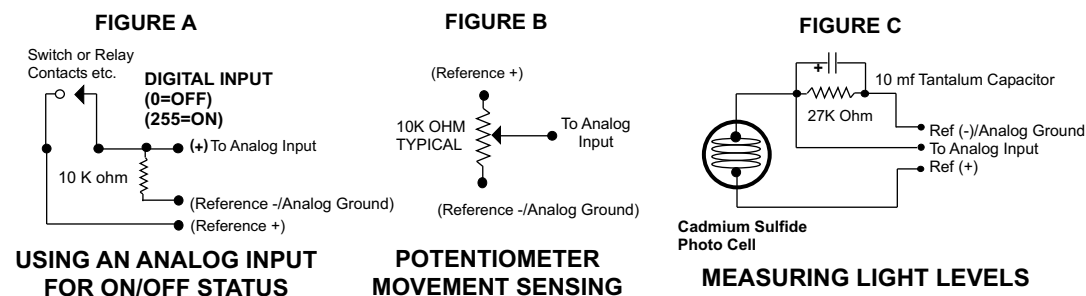 FIGURE A
Switch or Relay
Contacts etc.
DIGITAL INPUT
(0=OFF)
(255=ON)
(+) To Analog Input
10 K ohm
(Reference -/Analog Ground)
(Reference +)
USING AN ANALOG INPUT
FOR ON/OFF STATUS
FIGURE B
(Reference +)
10K OHM
TYPICAL
To Analog
Input
(Reference -/Analog Ground)
POTENTIOMETER
MOVEMENT SENSING
FIGURE C
+
10 mf Tantalum Capacitor
27K Ohm
Ref (-)/Analog Ground
To Analog Input
Ref (+)
Cadmium Sulfide
Photo Cell
MEASURING LIGHT LEVELS